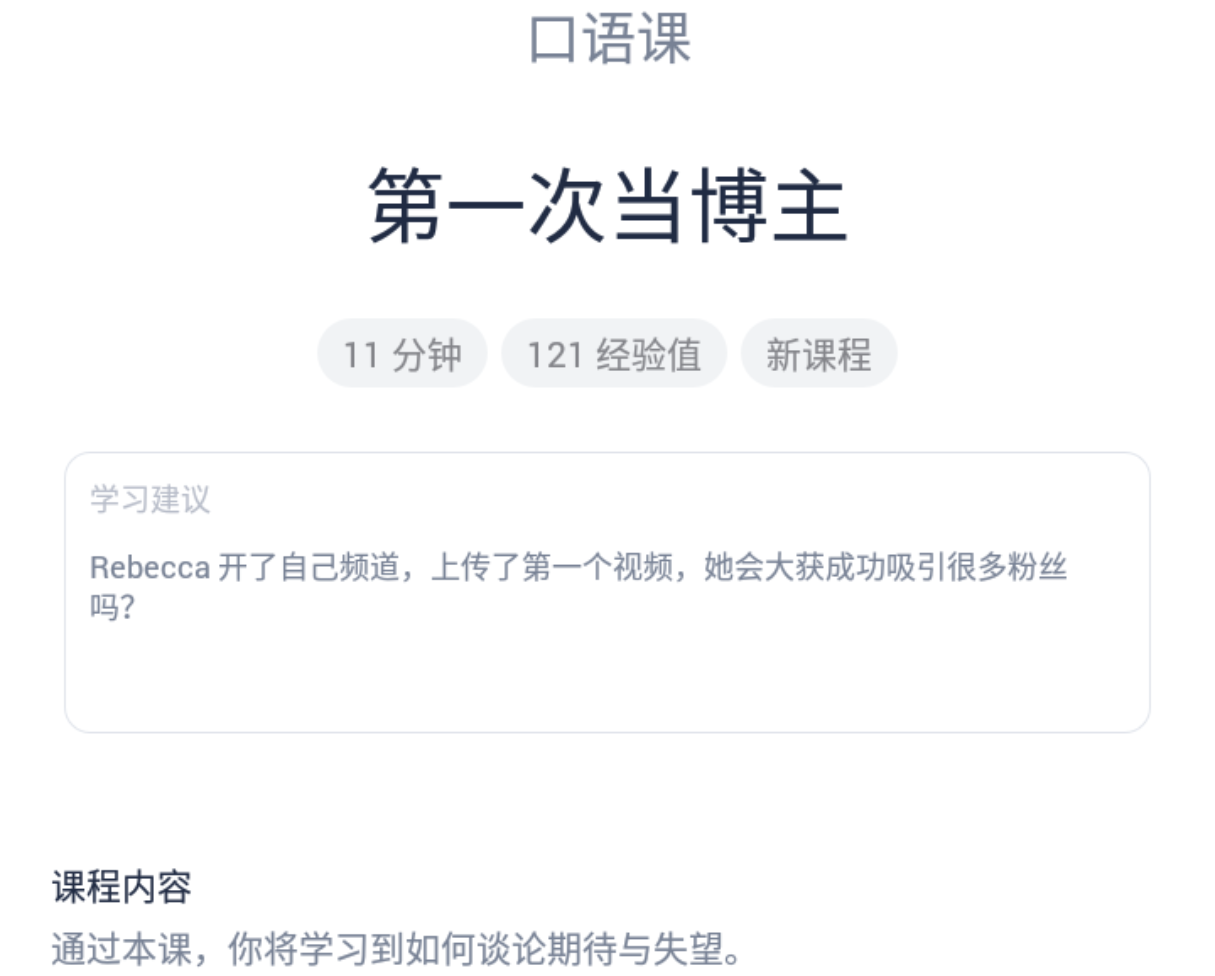 口语课
第一次当博主
11 分钟 121 经验值 新课程
学习建议
Rebecca 开了自己频道，上传了第一个视频，她会大获成功吸引很多粉丝
吗？
课程内容
通过本课，你将学习到如何谈论期待与失望。